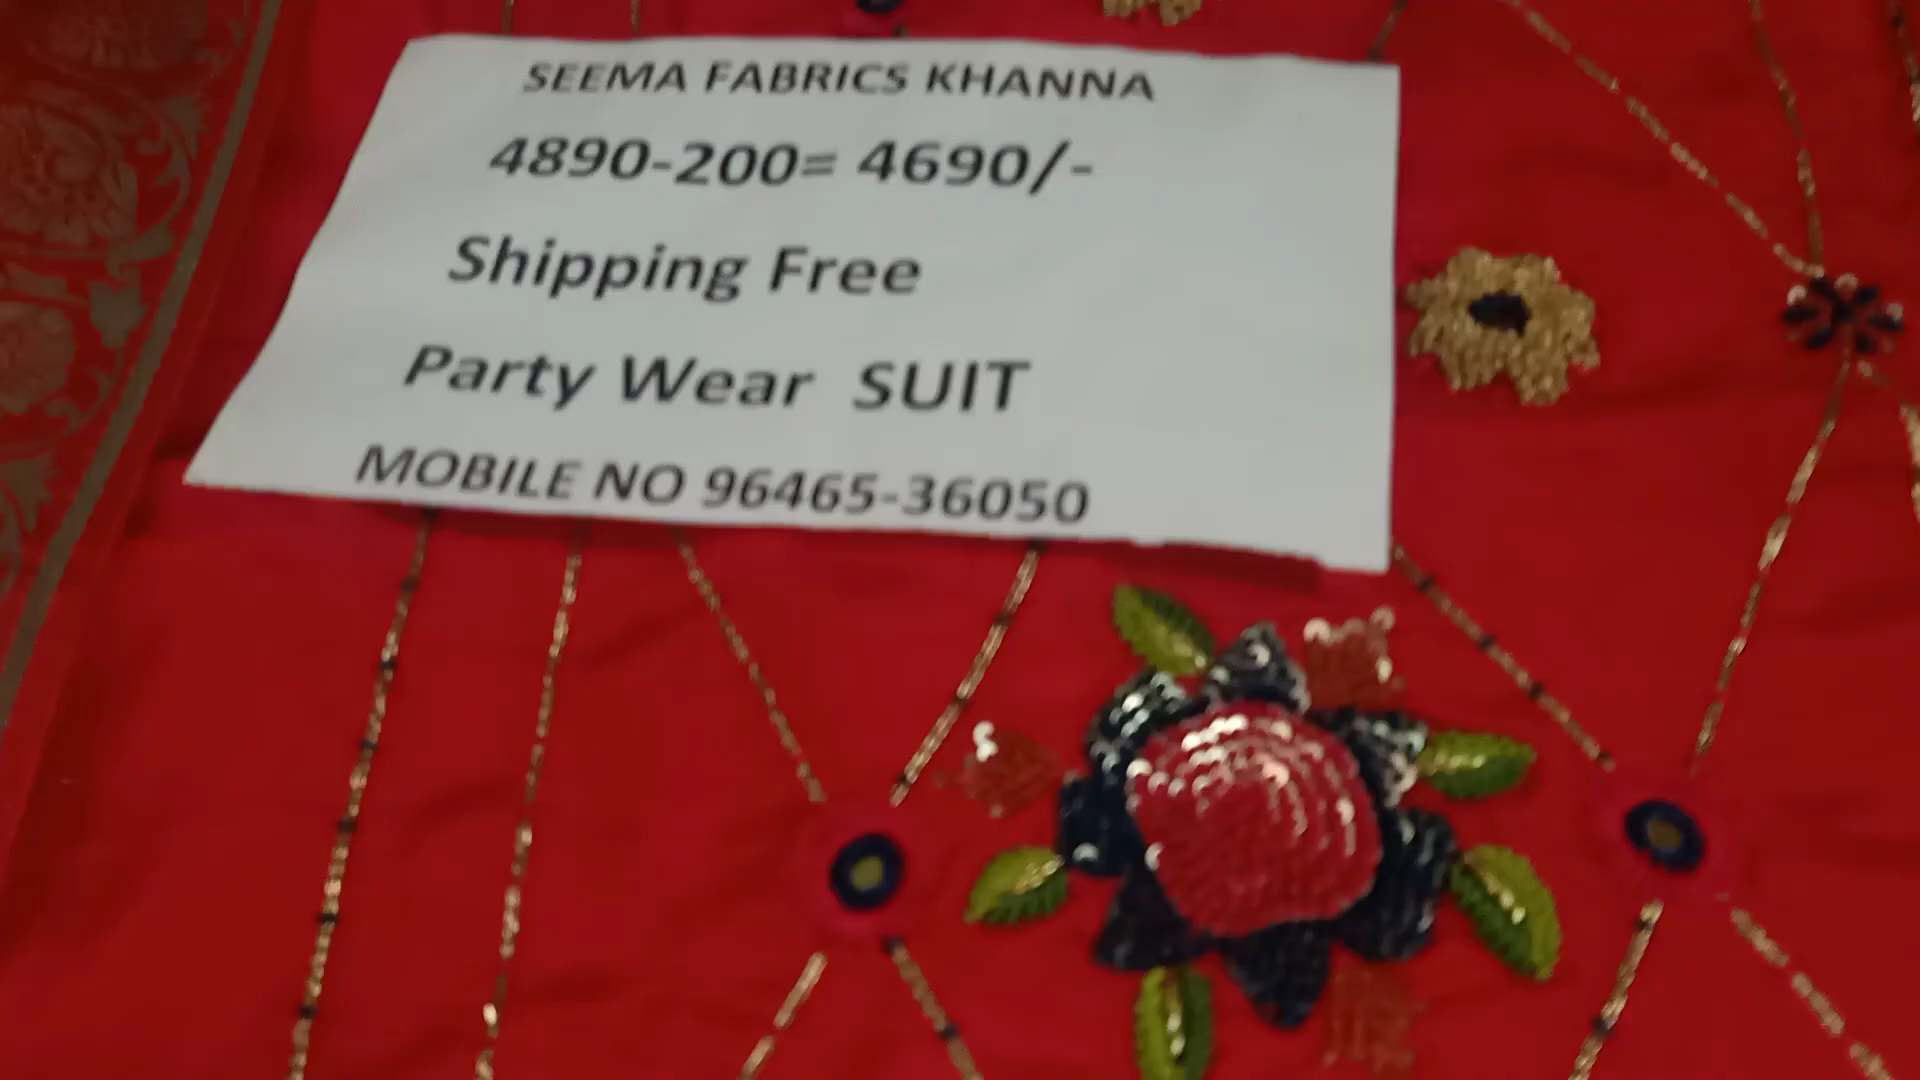 SEEMA FABRICS KHANNA
4890-200= 4690/-
Shipping Free
Party Wear SUIT
MOBILE NO 96465-36050